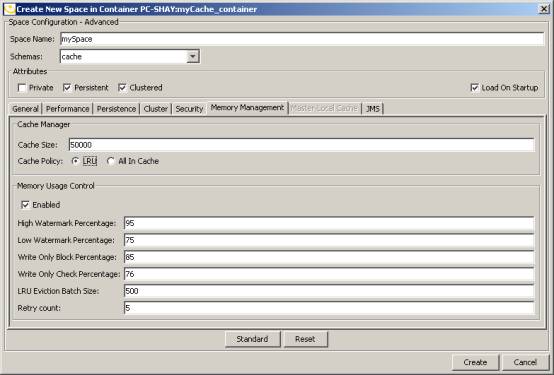 Create New Space in Container PC-SHAY:myCache_container
Space Configuration - Advanced
Space Name: mySpace
Schemas: cache
Attributes
Private Persistent Clustered Load On Startup
General Performance Persistence Cluster Security Memory Management Master-Local Cache JMS
Cache Manager
Cache Size: 50000
Cache Policy: LRU All In Cache
Memory Usage Control
Enabled
High Watermark Percentage: 95
Low Watermark Percentage: 75
Write Only Block Percentage: 85
Write Only Check Percentage: 76
LRU Eviction Batch Size: 500
Retry count: 5
Standard Reset
Create Cancel